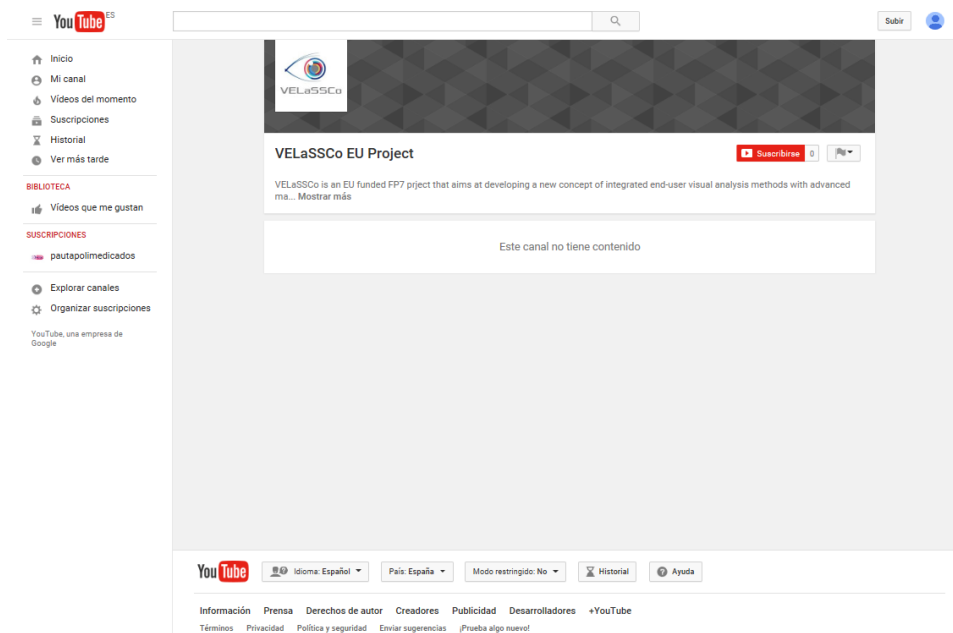 YouTube ES
Subir
Inicio
Mi canal
Vídeos del momento
Suscripciones
Historial
Ver más tarde
BIBLIOTECA
Vídeos que me gustan
SUSCRIPCIONES
pautapolimedicados
Explorar canales
Organizar suscripciones
YouTube, una empresa de
Google
VELaSSCo
VELaSSCo EU Project
Suscribirse 0
VELaSSCo is an EU funded FP7 prject that aims at developing a new concept of integrated end-user visual analysis methods with advanced
ma... Mostrar más
Este canal no tiene contenido
YouTube
Idioma: Español
País: España
Modo restringido: No
Historial
Ayuda
Información Prensa Derechos de autor Creadores Publicidad Desarrolladores +YouTube
Términos Privacidad Política y seguridad Enviar sugerencias ¡Prueba algo nuevo!